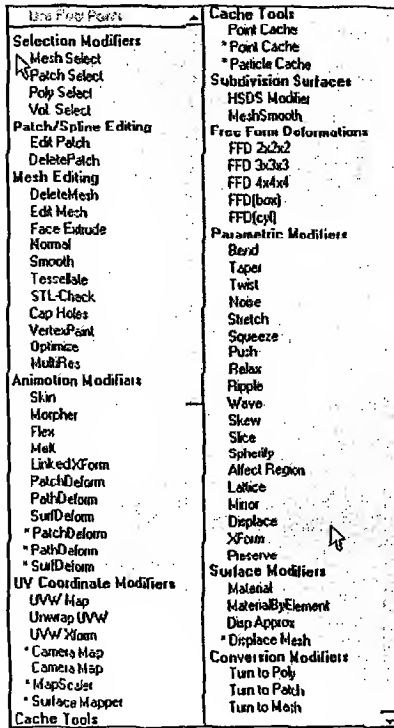 Selection Modifiers
Mesh Select
Patch Select
Poly Select
Vol. Select
Patch/Spline Editing
Edit Patch
DeletePatch
Mesh Editing
DeleteMesh
Edit Mesh
Face Extrude
Normal
Smooth
Tessellate
STL-Check
Cap Holes
VertexPaint
Optimize
MultiRes
Animation Modifiers
Skin
Morpher
Flex
Melt
LinkedXForm
PatchDeform
PathDeform
SurfDeform
*PatchDeform
*PathDeform
*SurfDeform
UV Coordinate Modifiers
UVW Map
Unwrap UVW
UVW Xform
*Camera Map
Camera Map
*MapScaler
*Surface Mapper
Cache Tools
Cache Tools
Point Cache
*Point Cache
*Particle Cache
Subdivision Surfaces
HSDS Modifier
MeshSmooth
Free Form Deformations
FFD 2x2x2
FFD 3x3x3
FFD 4x4x4
FFD(box)
FFD(cyl)
Parametric Modifiers
Bend
Taper
Twist
Noise
Stretch
Squeeze
Push
Relax
Ripple
Wave
Skew
Slice
Spherify
Affect Region
Lattice
Mirror
Displace
XForm
Preserve
Surface Modifiers
Material
MaterialByElement
Disp Approx
*Displace Mesh
Conversion Modifiers
Turn to Poly
Turn to Patch
Turn to Mesh